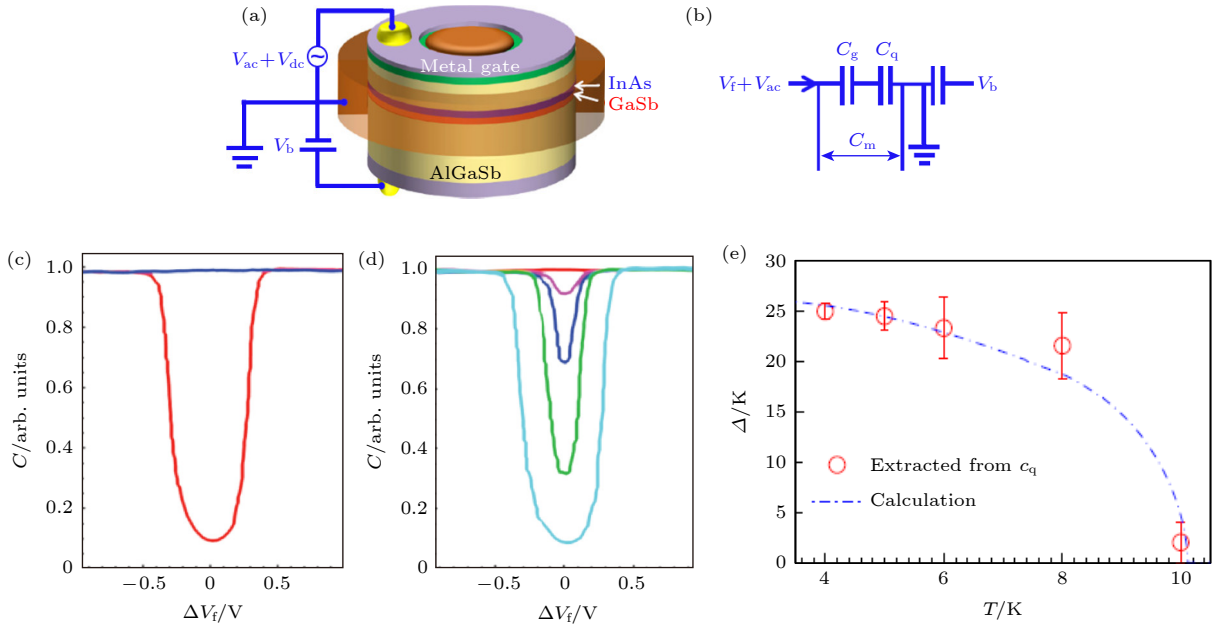 (a)
V_ac + V_dc
~
Metal gate
InAs
GaSb
V_b
AlGaSb
(b)
C_g C_q
V_f + V_ac
V_b
C_m
(c)
C/arb. units
1.0
0.8
0.6
0.4
0.2
0
−0.5 0 0.5
ΔV_f/V
(d)
C/arb. units
1.0
0.8
0.6
0.4
0.2
0
−0.5 0 0.5
ΔV_f/V
(e)
Δ/K
30
25
20
15
10
5
0
Extracted from c_q
Calculation
4 6 8 10
T/K